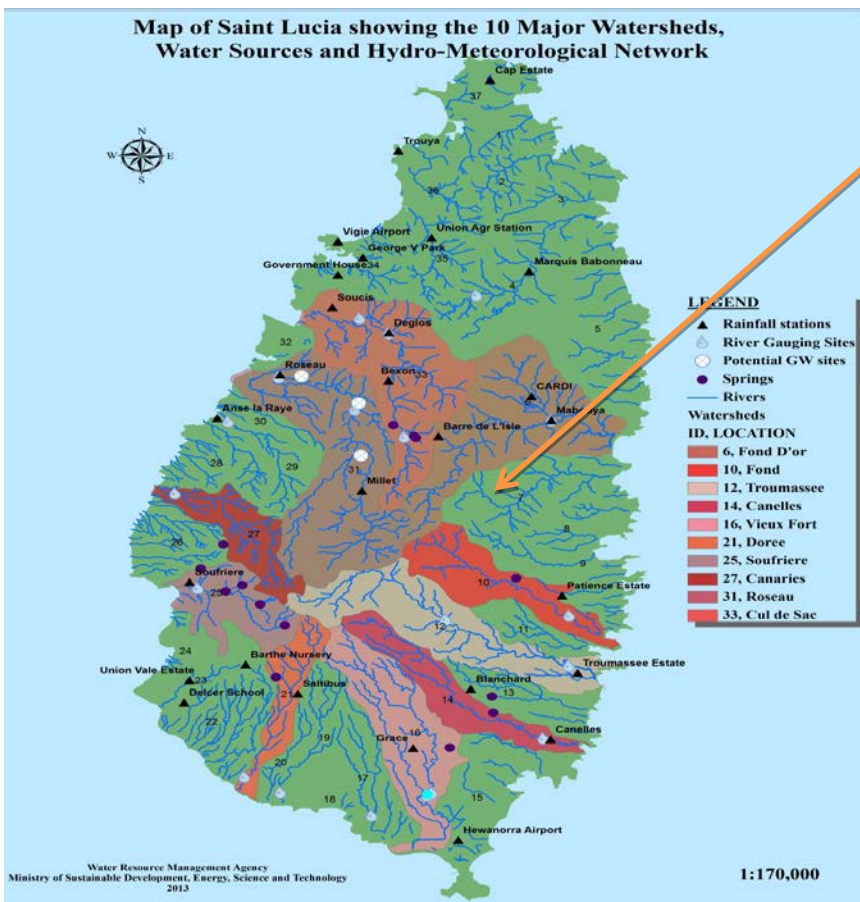 Map of Saint Lucia showing the 10 Major Watersheds,
Water Sources and Hydro-Meteorological Network
Cap Estate
37
N
W E
S
1
Trouya
2
36
3
Vigie Airport
Union Agr Station
George V Park
35
Government House
34
Marquis Babonneau
4
Soucis
5
Deglos
32
Roseau
Bexon
33
CARDI
Anse la Raye
30
Mabouya
Barre de L'Isle
28
29
31
Millet
7
8
26
27
9
Soufriere
10
Patience Estate
25
11
12
24
Barthe Nursery
Troumassee Estate
Union Vale Estate
23
Blanchard
13
Delcer School
21
Saltibus
14
22
19
Canelles
Grace
16
20
17
18
15
Hewanorra Airport
LEGEND
Rainfall stations
River Gauging Sites
Potential GW sites
Springs
Rivers
Watersheds
ID, LOCATION
6, Fond D'or
10, Fond
12, Troumassee
14, Canelles
16, Vieux Fort
21, Doree
25, Soufriere
27, Canaries
31, Roseau
33, Cul de Sac
Water Resource Management Agency
Ministry of Sustainable Development, Energy, Science and Technology
2013
1:170,000